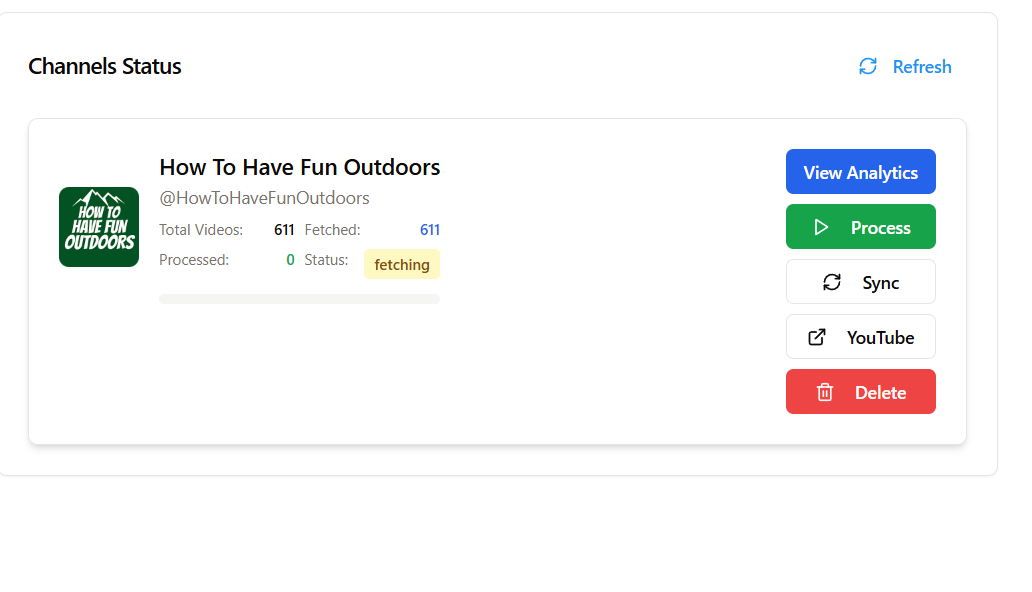 Channels Status
Refresh
How To Have Fun Outdoors
@HowToHaveFunOutdoors
Total Videos: 611 Fetched: 611
Processed: 0 Status: fetching
HOW TO
HAVE FUN
OUTDOORS
View Analytics
Process
Sync
YouTube
Delete